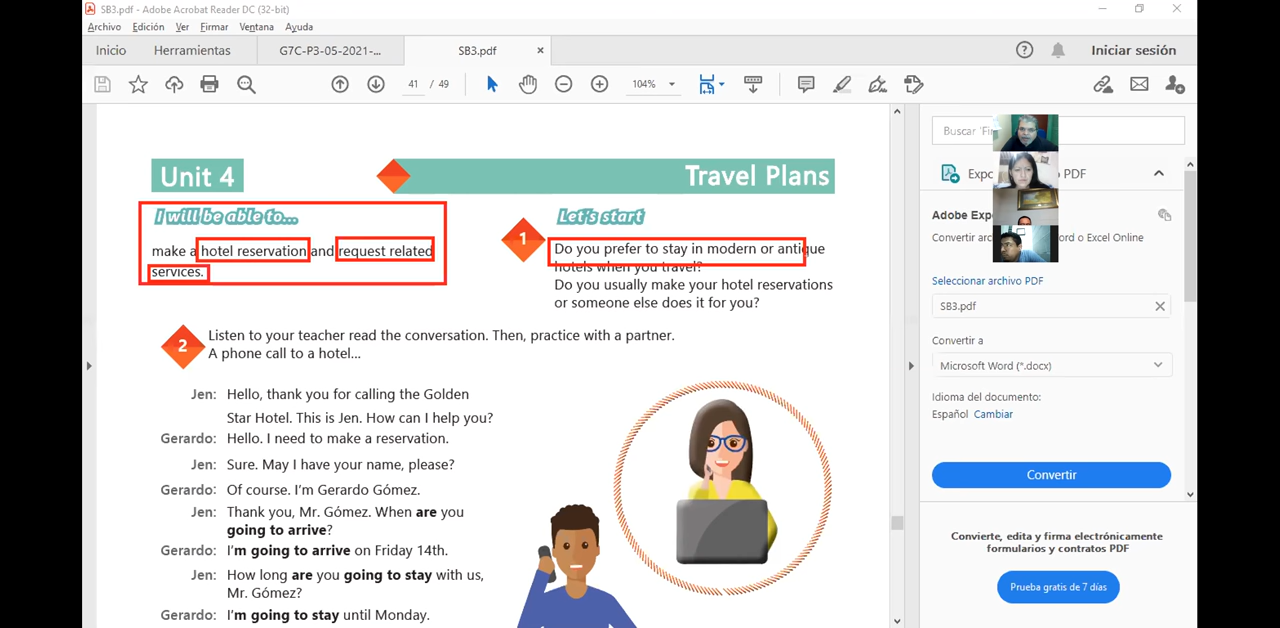 SB3.pdf - Adobe Acrobat Reader DC (32-bit)
Archivo Edición Ver Firmar Ventana Ayuda
Inicio Herramientas G7C-P3-05-2021-... SB3.pdf × Iniciar sesión
41 / 49 104%
Unit 4 Travel Plans
I will be able to...
make a hotel reservation and request related
services.
Let's start
1
Do you prefer to stay in modern or antique
hotels when you travel?
Do you usually make your hotel reservations
or someone else does it for you?
2
Listen to your teacher read the conversation. Then, practice with a partner.
A phone call to a hotel...
Jen: Hello, thank you for calling the Golden
Star Hotel. This is Jen. How can I help you?
Gerardo: Hello. I need to make a reservation.
Jen: Sure. May I have your name, please?
Gerardo: Of course. I'm Gerardo Gómez.
Jen: Thank you, Mr. Gómez. When are you
going to arrive?
Gerardo: I'm going to arrive on Friday 14th.
Jen: How long are you going to stay with us,
Mr. Gómez?
Gerardo: I'm going to stay until Monday.
Buscar 'Fi
Expo PDF
Adobe Exp
Convertir arc rd o Excel Online
Seleccionar archivo PDF
SB3.pdf
Convertir a
Microsoft Word (*.docx)
Idioma del documento:
Español Cambiar
Convertir
Convierte, edita y firma electrónicamente
formularios y contratos PDF
Prueba gratis de 7 días